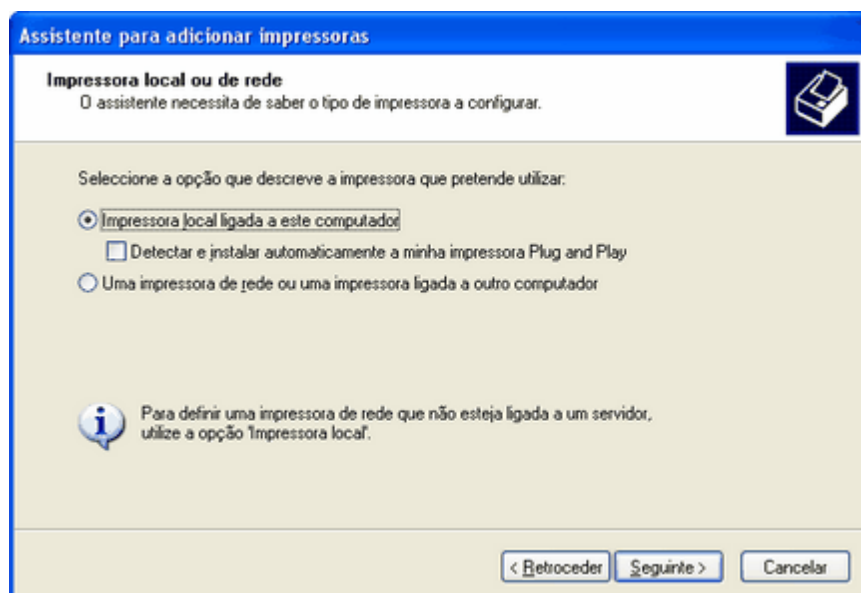 Assistente para adicionar impressoras
Impressora local ou de rede
O assistente necessita de saber o tipo de impressora a configurar.
Seleccione a opção que descreve a impressora que pretende utilizar:
Impressora local ligada a este computador
Detectar e instalar automaticamente a minha impressora Plug and Play
Uma impressora de rede ou uma impressora ligada a outro computador
Para definir uma impressora de rede que não esteja ligada a um servidor,
utilize a opção 'Impressora local'.
< Retroceder Seguinte > Cancelar